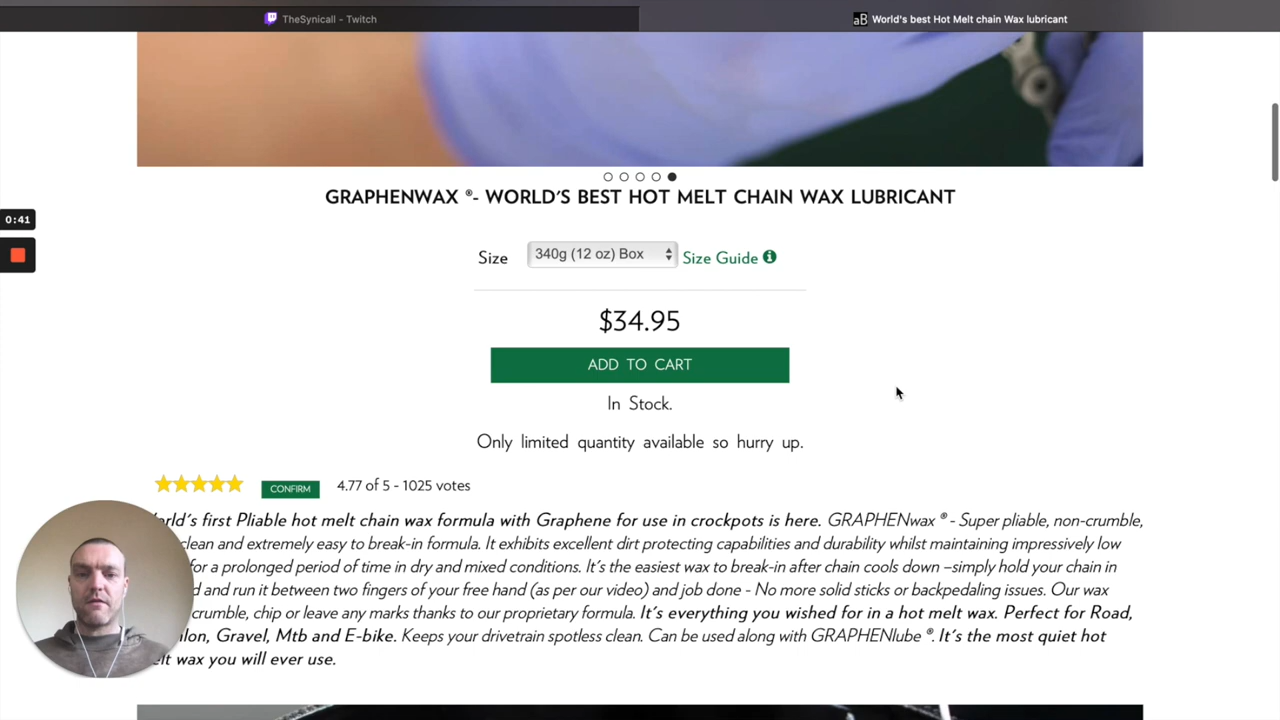 TheSynicall - Twitch
aB World's best Hot Melt chain Wax lubricant
0:41
GRAPHENWAX ®- WORLD'S BEST HOT MELT CHAIN WAX LUBRICANT
Size 340g (12 oz) Box Size Guide
$34.95
ADD TO CART
In Stock.
Only limited quantity available so hurry up.
CONFIRM 4.77 of 5 - 1025 votes
first Pliable hot melt chain wax formula with Graphene for use in crockpots is here. GRAPHENwax ® - Super pliable, non-crumble,
clean and extremely easy to break-in formula. It exhibits excellent dirt protecting capabilities and durability whilst maintaining impressively low
for a prolonged period of time in dry and mixed conditions. It's the easiest wax to break-in after chain cools down –simply hold your chain in
and run it between two fingers of your free hand (as per our video) and job done - No more solid sticks or backpedaling issues. Our wax
crumble, chip or leave any marks thanks to our proprietary formula. It's everything you wished for in a hot melt wax. Perfect for Road,
Gravel, Mtb and E-bike. Keeps your drivetrain spotless clean. Can be used along with GRAPHENlube ®. It's the most quiet hot
wax you will ever use.